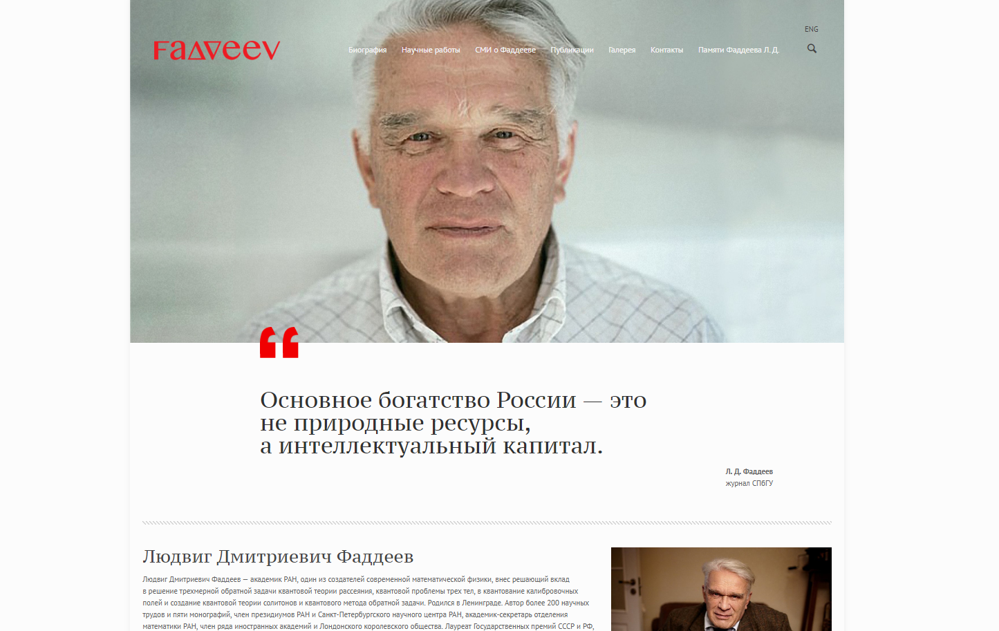 ENG
FaддeeV
Биография Научные работы СМИ о Фаддееве Публикации Галерея Контакты Памяти Фаддеева Л. Д.
“
Основное богатство России — это
не природные ресурсы,
а интеллектуальный капитал.
Л. Д. Фаддеев
журнал СПбГУ
Людвиг Дмитриевич Фаддеев
Людвиг Дмитриевич Фаддеев — академик РАН, один из создателей современной математической физики, внес решающий вклад
в решение трехмерной обратной задачи квантовой теории рассеяния, квантовой проблемы трех тел, в квантование калибровочных
полей и создание квантовой теории солитонов и квантового метода обратной задачи. Родился в Ленинграде. Автор более 200 научных
трудов и пяти монографий, член президиумов РАН и Санкт-Петербургского научного центра РАН, академик-секретарь отделения
математики РАН, член ряда иностранных академий и Лондонского королевского общества. Лауреат Государственных премий СССР и РФ,